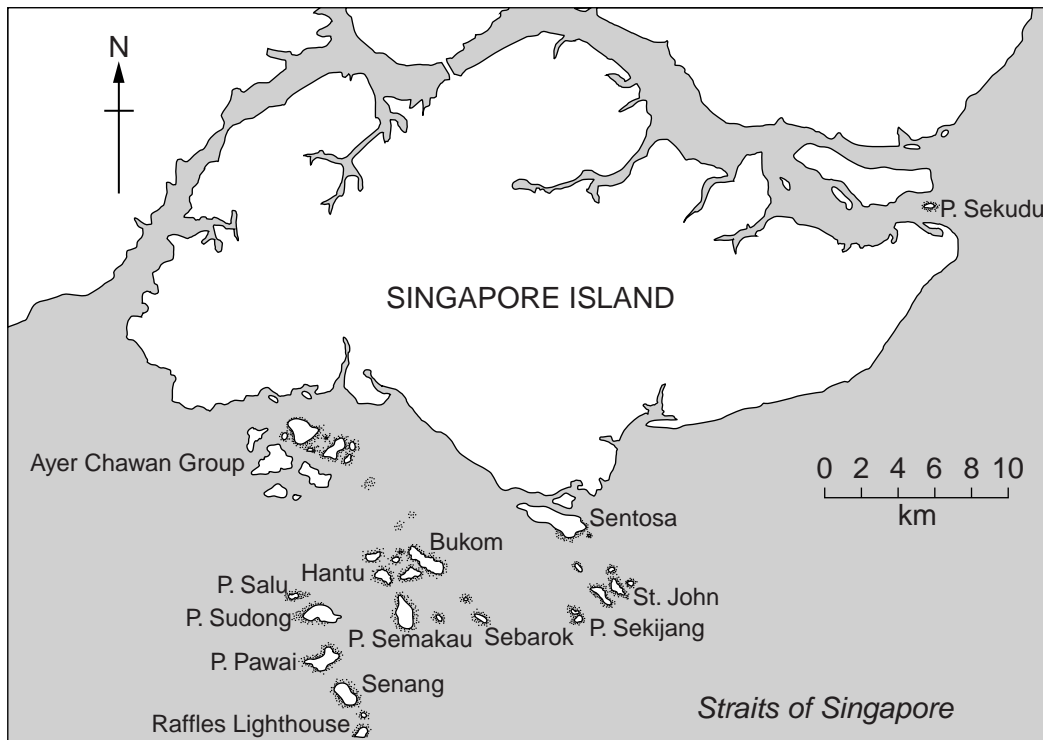 N
P. Sekudu
SINGAPORE ISLAND
Ayer Chawan Group
0 2 4 6 8 10
km
Sentosa
Bukom
Hantu
P. Salu
St. John
P. Sudong
P. Semakau
Sebarok
P. Sekijang
P. Pawai
Senang
Straits of Singapore
Raffles Lighthouse